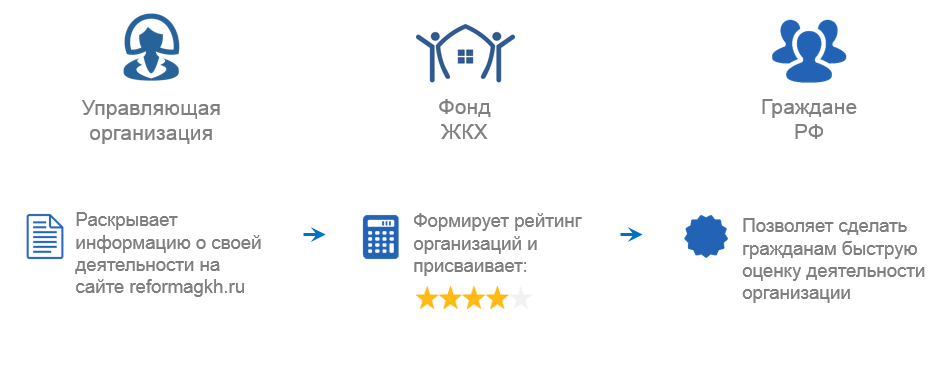 Управляющая
организация
Фонд
ЖКХ
Граждане
РФ
Раскрывает
информацию о своей
деятельности на
сайте reformagkh.ru
Формирует рейтинг
организаций и
присваивает:
Позволяет сделать
гражданам быструю
оценку деятельности
организации